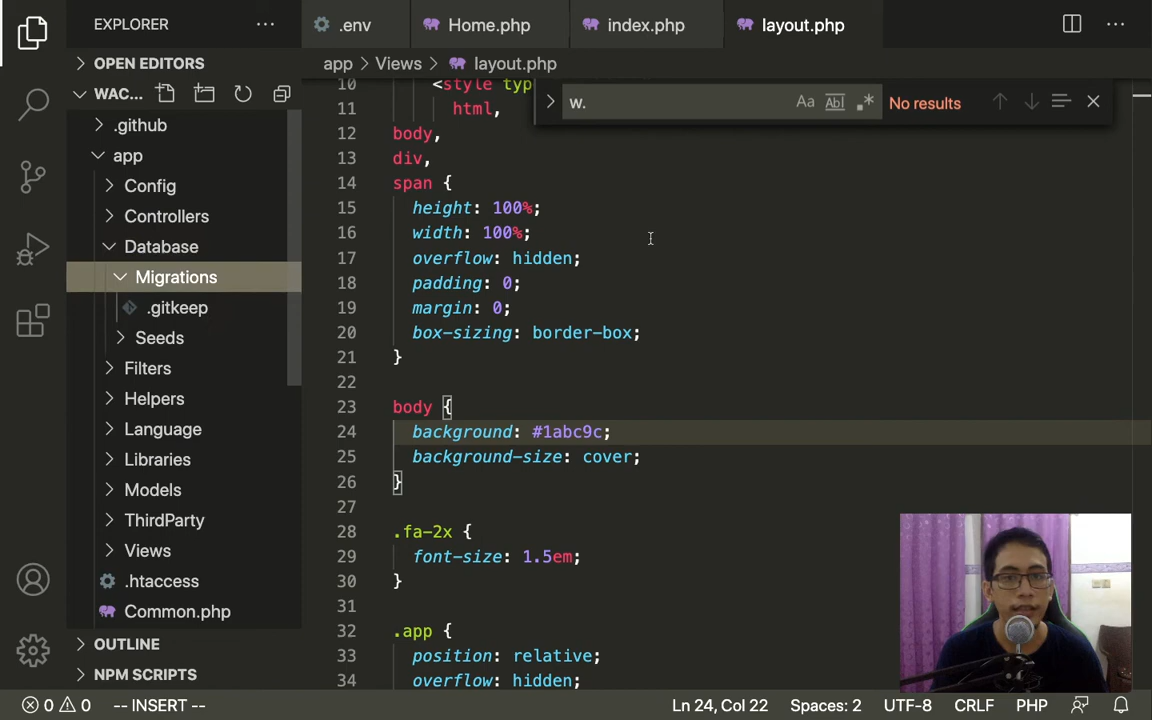 EXPLORER
OPEN EDITORS
WAC...
.github
app
Config
Controllers
Database
Migrations
.gitkeep
Seeds
Filters
Helpers
Language
Libraries
Models
ThirdParty
Views
.htaccess
Common.php
OUTLINE
NPM SCRIPTS
.env
Home.php
index.php
layout.php
app > Views > layout.php
w.
Aa
Abl
No results
10 <style typ
11 html,
12 body,
13 div,
14 span {
15 height: 100%;
16 width: 100%;
17 overflow: hidden;
18 padding: 0;
19 margin: 0;
20 box-sizing: border-box;
21 }
22
23 body {
24 background: #1abc9c;
25 background-size: cover;
26 }
27
28 .fa-2x {
29 font-size: 1.5em;
30 }
31
32 .app {
33 position: relative;
34 overflow: hidden;
0 0 -- INSERT -- Ln 24, Col 22 Spaces: 2 UTF-8 CRLF PHP